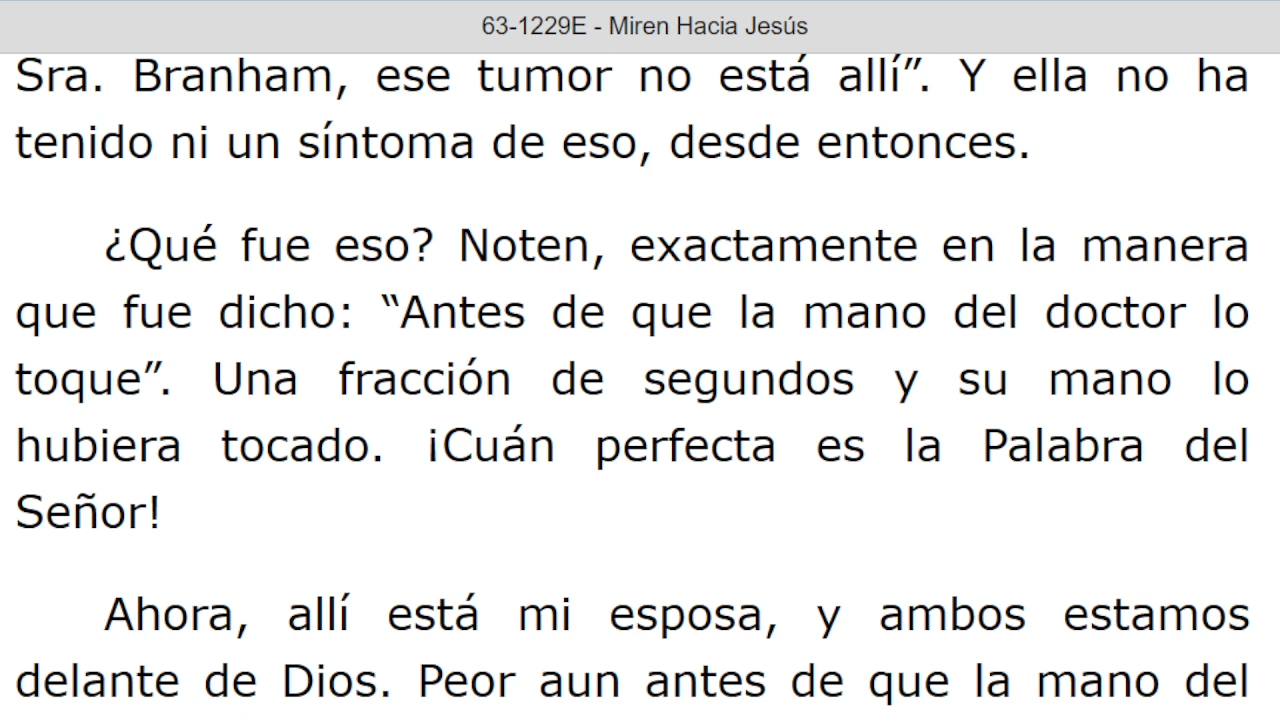 63-1229E - Miren Hacia Jesús
Sra. Branham, ese tumor no está allí”. Y ella no ha
tenido ni un síntoma de eso, desde entonces.
¿Qué fue eso? Noten, exactamente en la manera
que fue dicho: “Antes de que la mano del doctor lo
toque”. Una fracción de segundos y su mano lo
hubiera tocado. ¡Cuán perfecta es la Palabra del
Señor!
Ahora, allí está mi esposa, y ambos estamos
delante de Dios. Peor aun antes de que la mano del